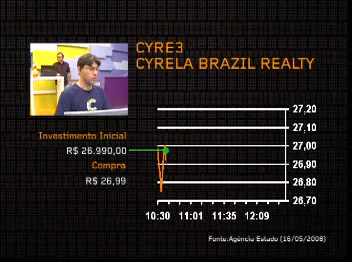 CYRE3
CYRELA BRAZIL REALTY
Investimento Inicial
R$ 26.990,00
Compra
R$ 26,99
27,20
27,10
27,00
26,90
26,80
26,70
10:30 11:01 11:35 12:09
Fonte:Agência Estado (16/05/2008)